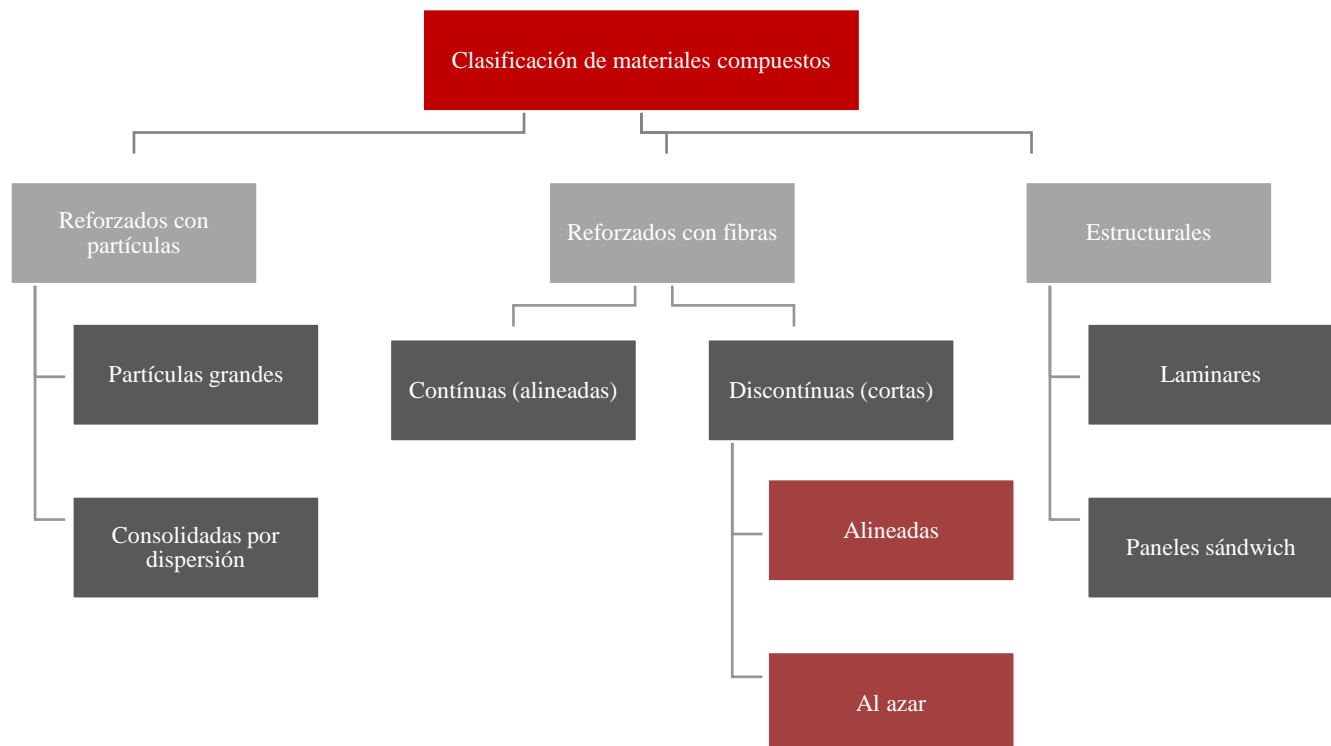 Clasificación de materiales compuestos
Reforzados con
partículas
Reforzados con fibras
Estructurales
Partículas grandes
Contínuas (alineadas)
Discontínuas (cortas)
Laminares
Consolidadas por
dispersión
Alineadas
Paneles sándwich
Al azar